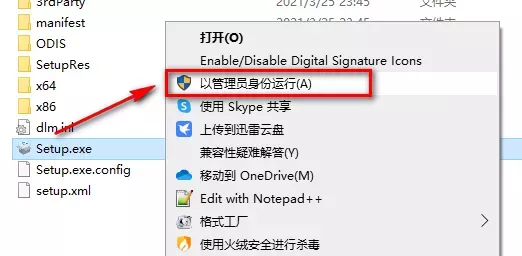 3rdParty
2021/3/25 23:45
文件夹
manifest
2021/3/25 23:45
文件夹
ODIS
SetupRes
x64
x86
dlm.ini
Setup.exe
Setup.exe.config
setup.xml
打开(O)
Enable/Disable Digital Signature Icons
以管理员身份运行(A)
使用 Skype 共享
上传到迅雷云盘
兼容性疑难解答(Y)
移动到 OneDrive(M)
Edit with Notepad++
格式工厂
使用火绒安全进行杀毒